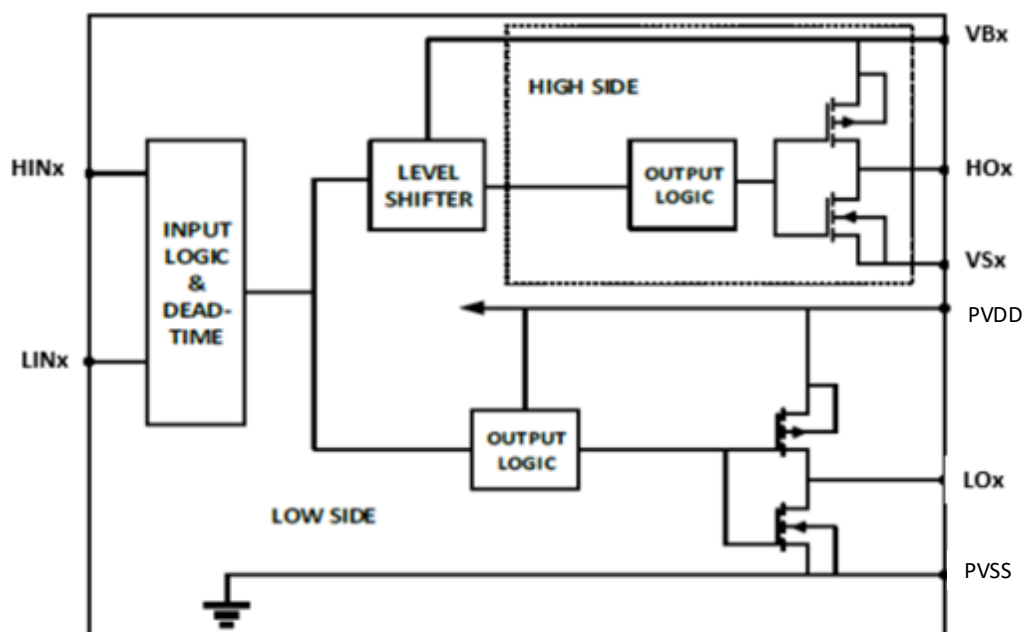 VBx
HIGH SIDE
HINx
LEVEL
SHIFTER
OUTPUT
LOGIC
HOx
INPUT
LOGIC
&
DEAD-
TIME
VSx
PVDD
LINx
OUTPUT
LOGIC
LOx
LOW SIDE
PVSS